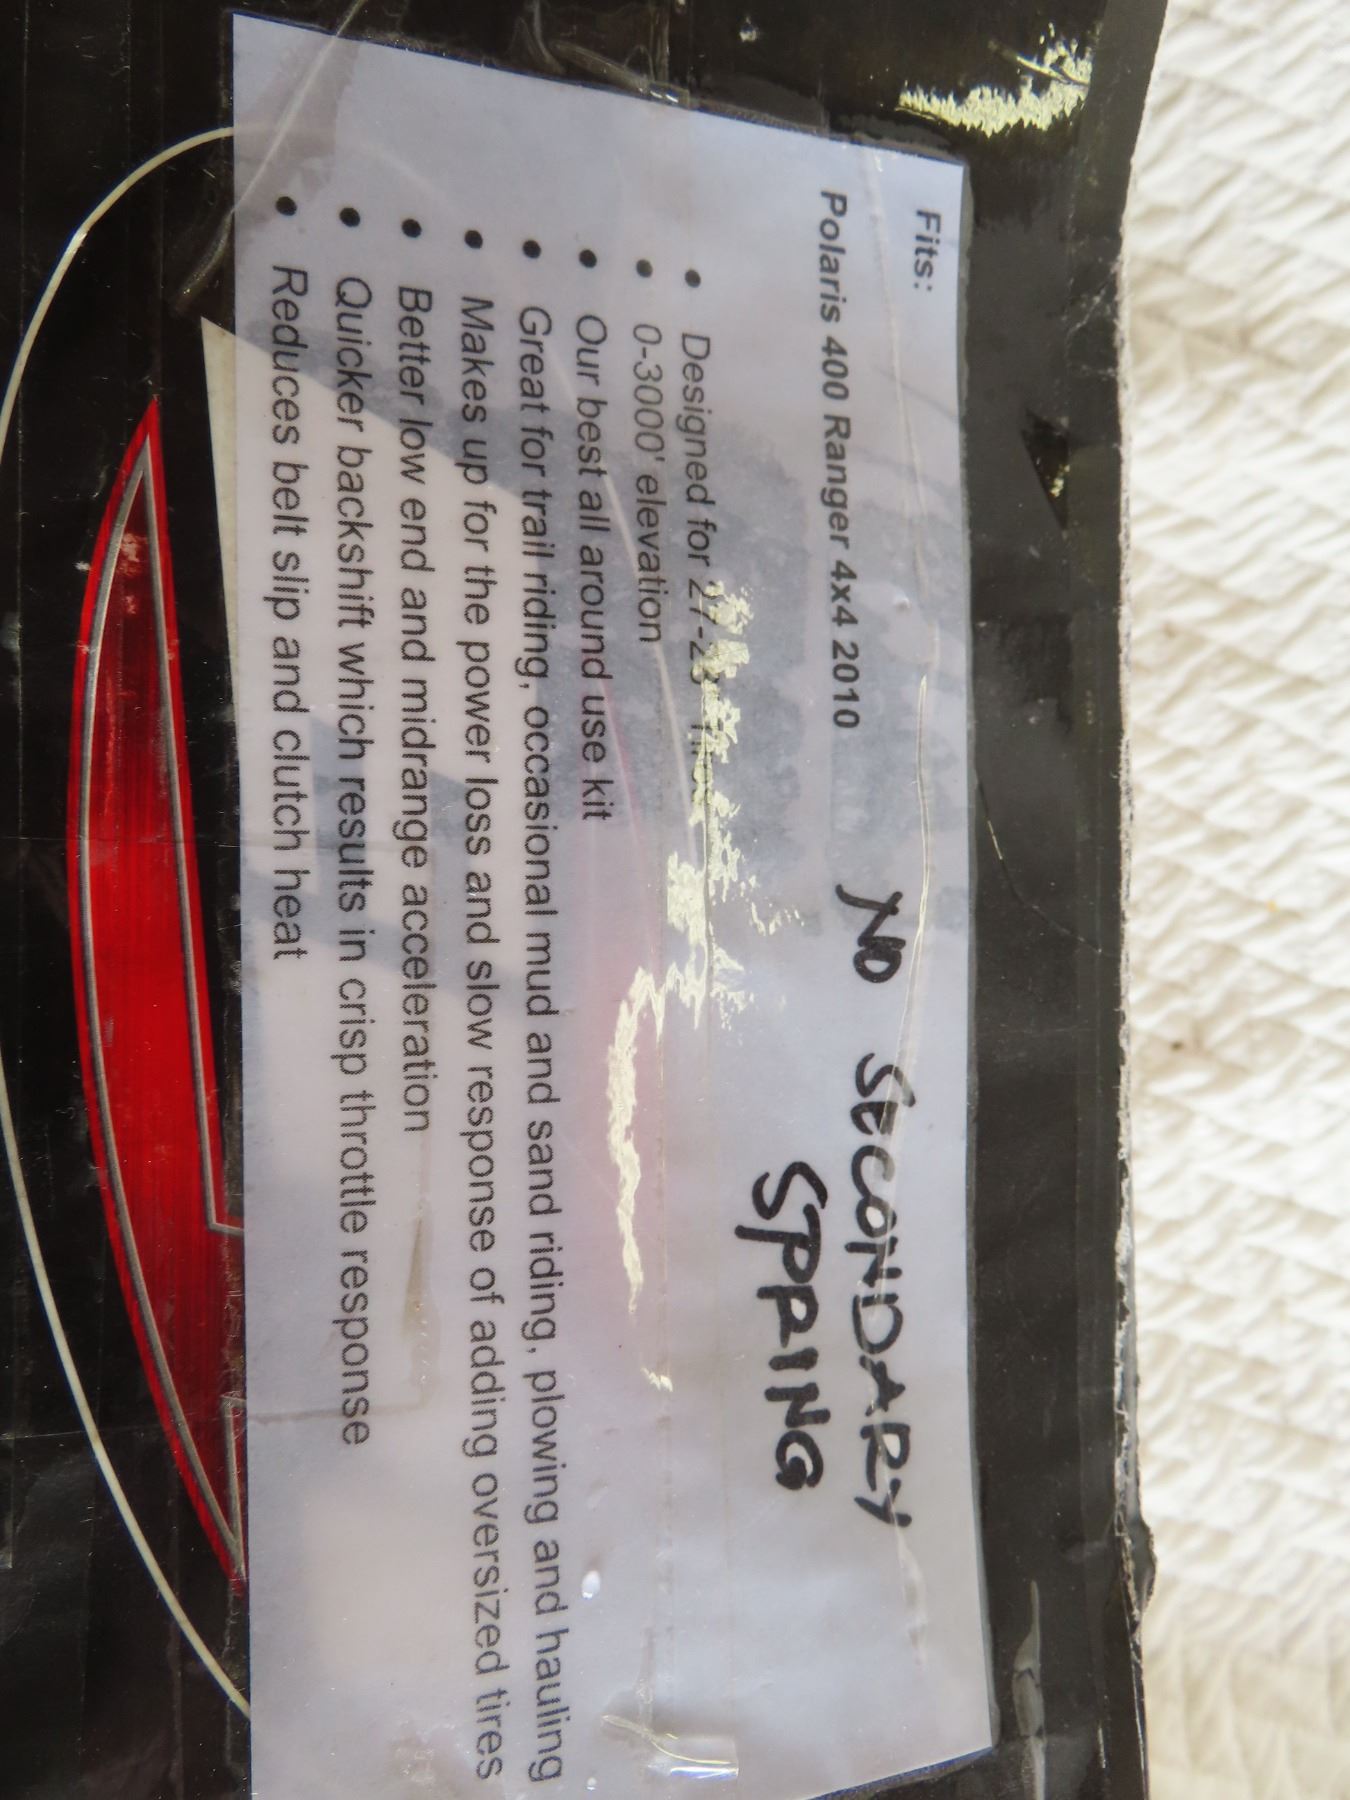 Fits:
Polaris 400 Ranger 4x4 2010
NO SECONDARY
SPRING
• Designed for
• 0-3000' elevation
• Our best all around use kit
• Great for trail riding, occasional mud and sand riding, plowing and hauling
• Makes up for the power loss and slow response of adding oversized tires
• Better low end and midrange acceleration
• Quicker backshift which results in crisp throttle response
• Reduces belt slip and clutch heat